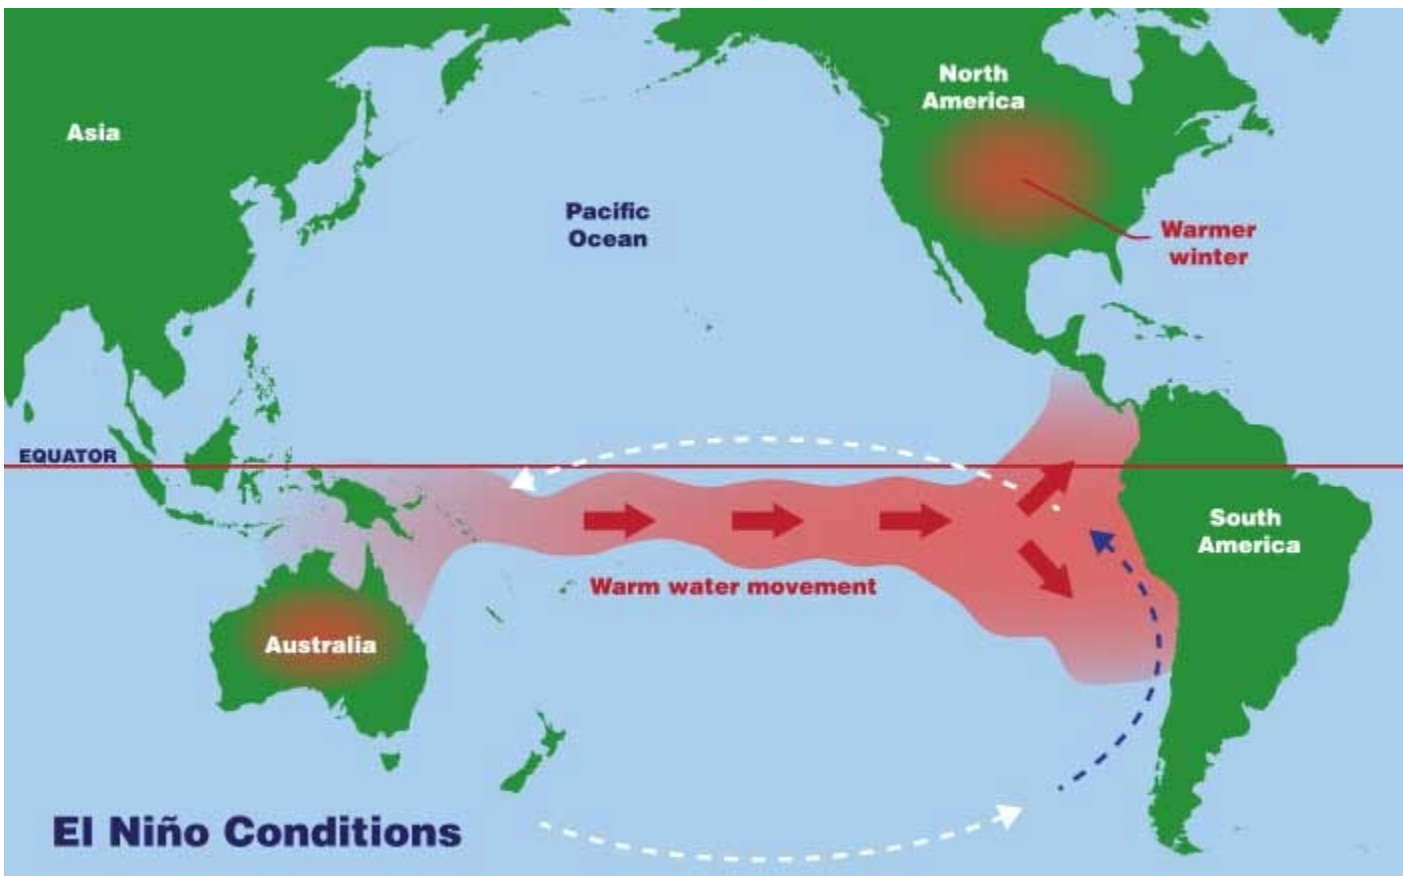 North
America
Asia
Pacific
Ocean
Warmer
winter
EQUATOR
South
America
Warm water movement
Australia
El Niño Conditions